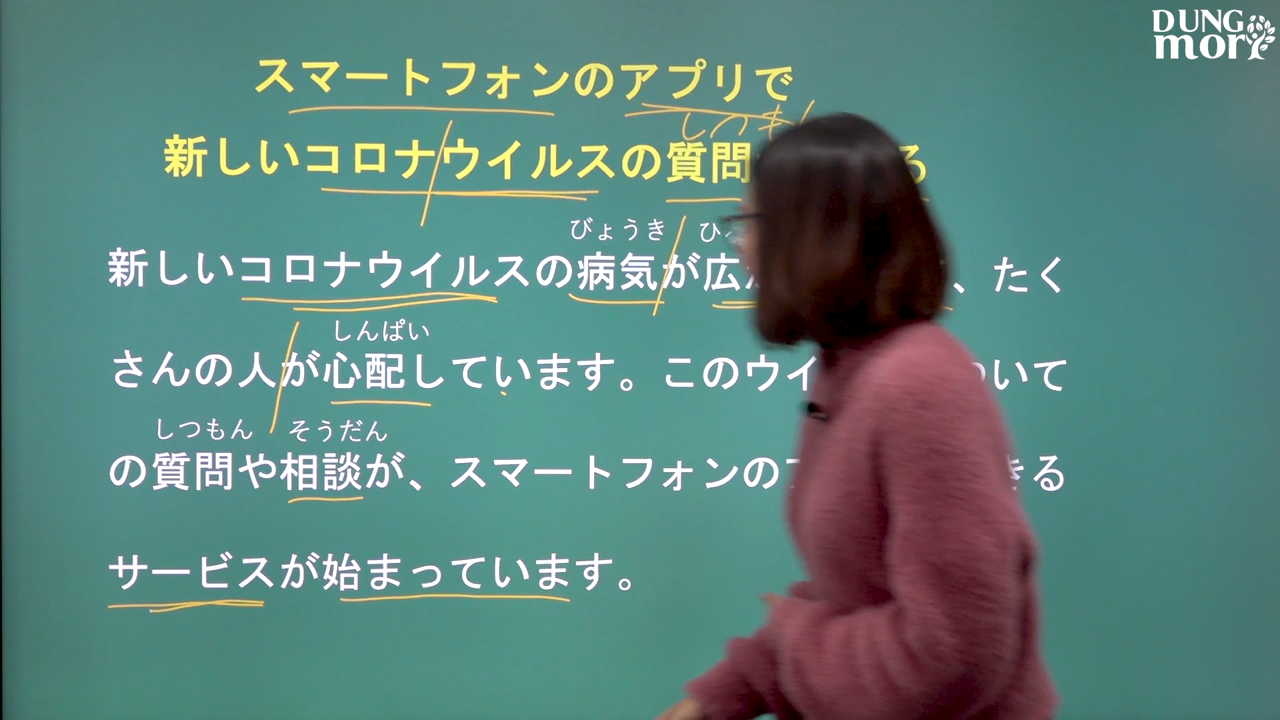 DUNG
mori
スマートフォンのアプリで
しつもん
新しいコロナウイルスの質問 る
びょうき ひ
新しいコロナウイルスの病気が広 、たく
しんぱい
さんの人が心配しています。このウイ ついて
しつもん そうだん
の質問や相談が、スマートフォンの きる
サービスが始まっています。